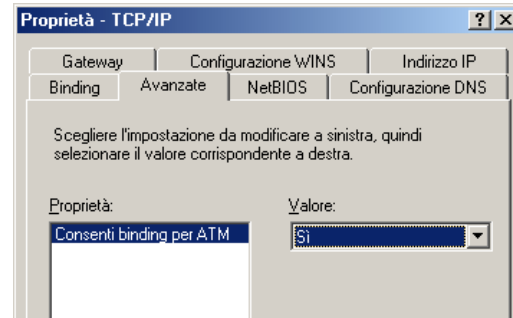 Proprietà - TCP/IP
Gateway Configurazione WINS Indirizzo IP
Binding Avanzate NetBIOS Configurazione DNS
Scegliere l'impostazione da modificare a sinistra, quindi
selezionare il valore corrispondente a destra.
Proprietà: Valore:
Consenti binding per ATM Sì